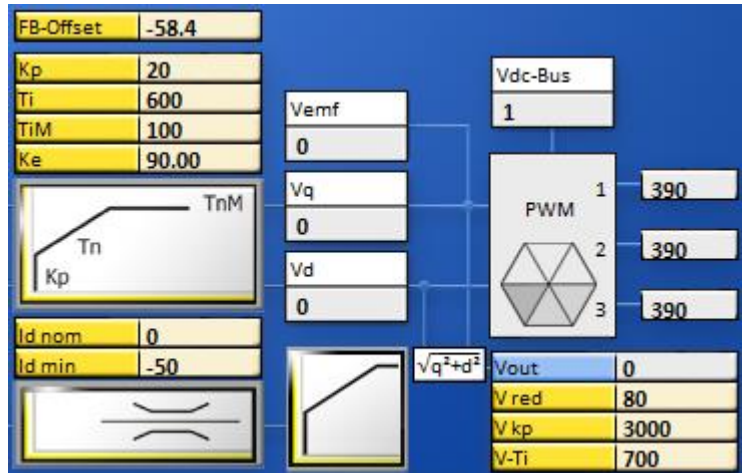 FB-Offset -58.4
Kp 20
Ti 600
TiM 100
Ke 90.00
TnM
Tn
Kp
Id nom 0
Id min -50
Vemf
0
Vq
0
Vd
0
√q²+d²
Vdc-Bus
1
PWM
1 390
2 390
3 390
Vout 0
V red 80
V kp 3000
V-Ti 700